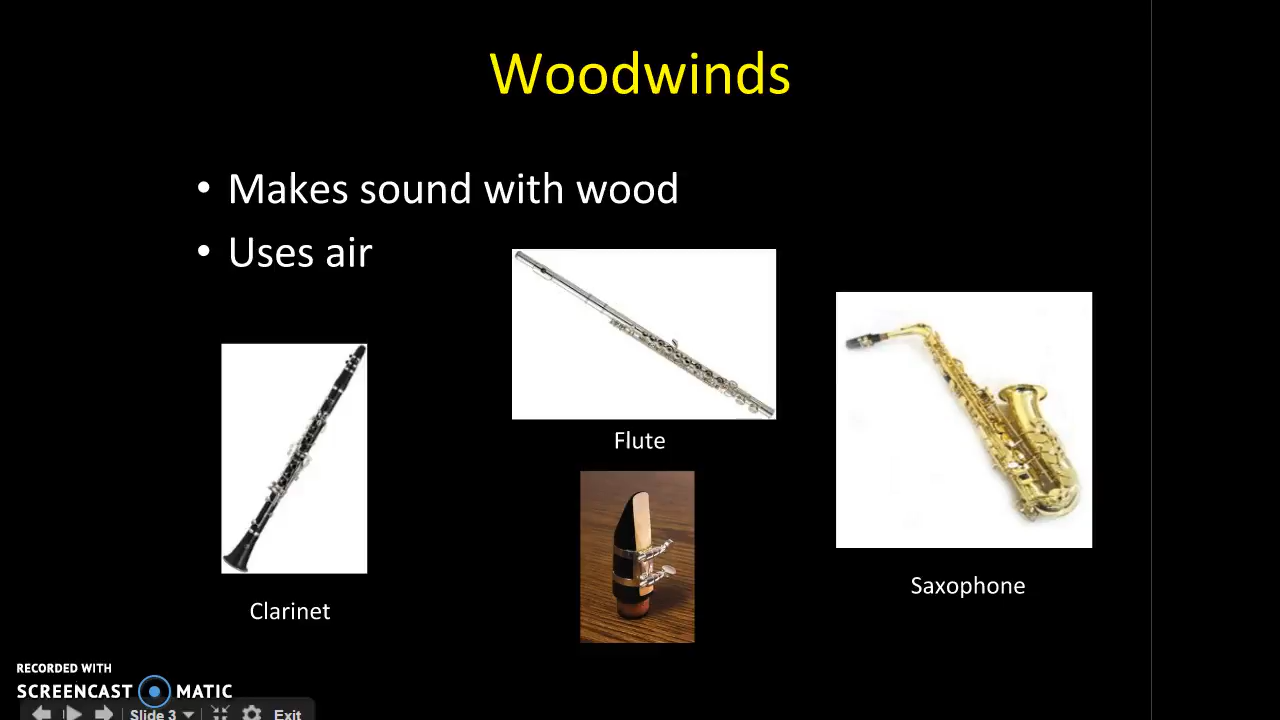 Woodwinds
• Makes sound with wood
• Uses air
Flute
Saxophone
Clarinet
RECORDED WITH
SCREENCAST MATIC
Slide 3 Exit